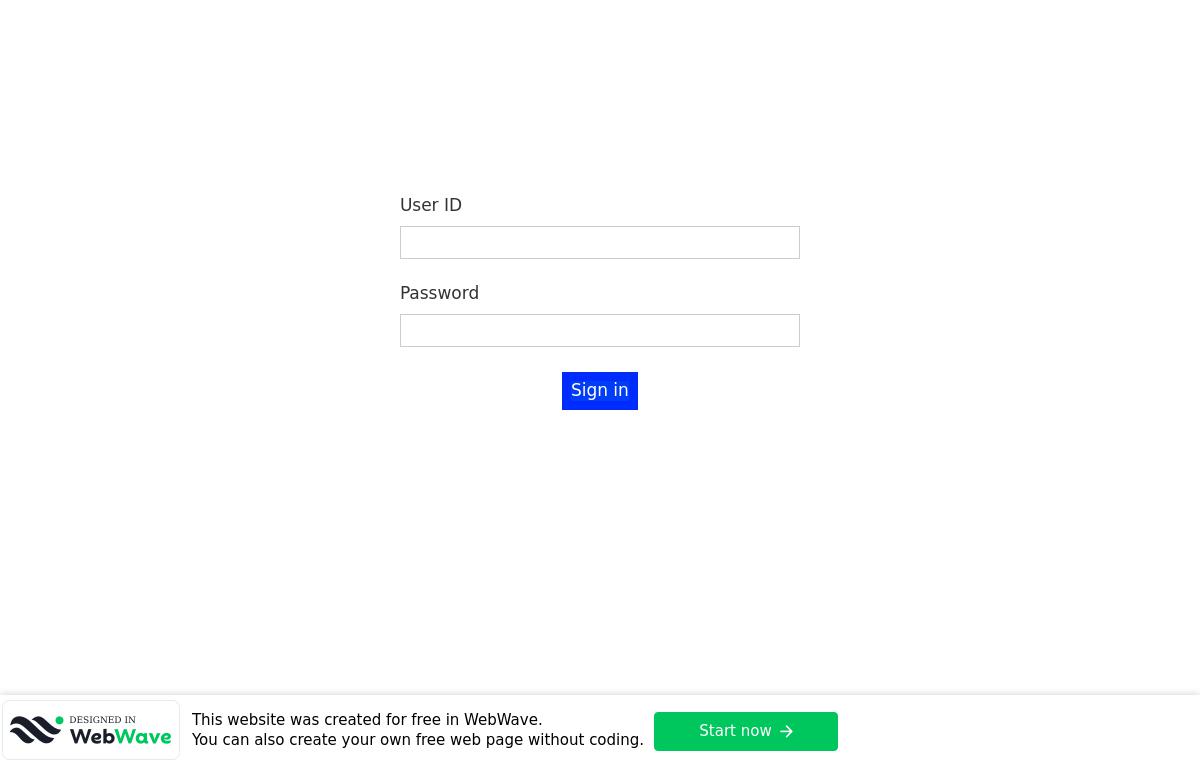 User ID
Password
Sign in
DESIGNED IN
WebWave
This website was created for free in WebWave.
You can also create your own free web page without coding.
Start now →